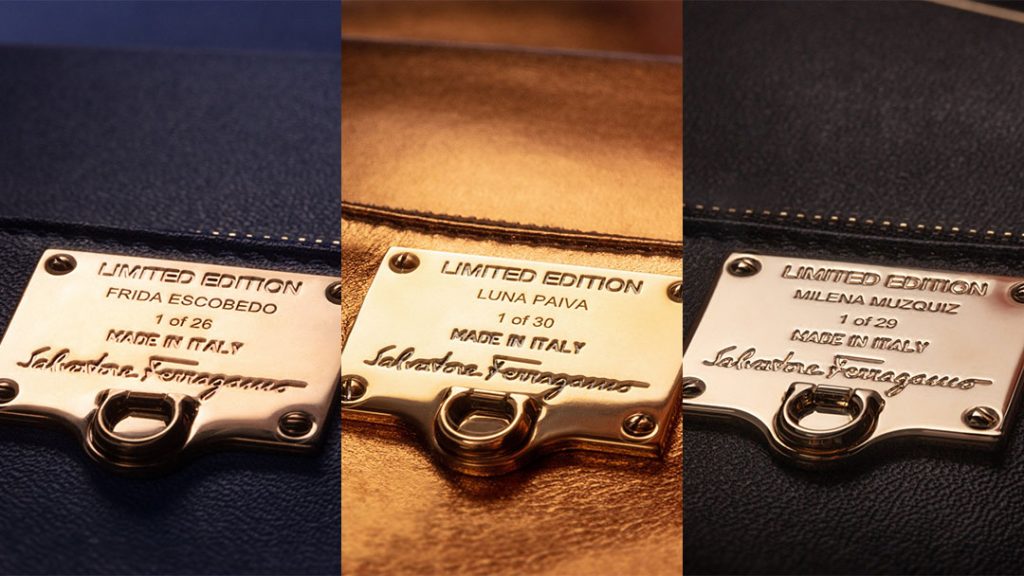 LIMITED EDITION
FRIDA ESCOBEDO
1 of 26
MADE IN ITALY
Salvatore Ferragamo
LIMITED EDITION
LUNA PAIVA
1 of 30
MADE IN ITALY
Salvatore Ferragamo
LIMITED EDITION
MILENA MUZQUIZ
1 of 29
MADE IN ITALY
Salvatore Ferragamo